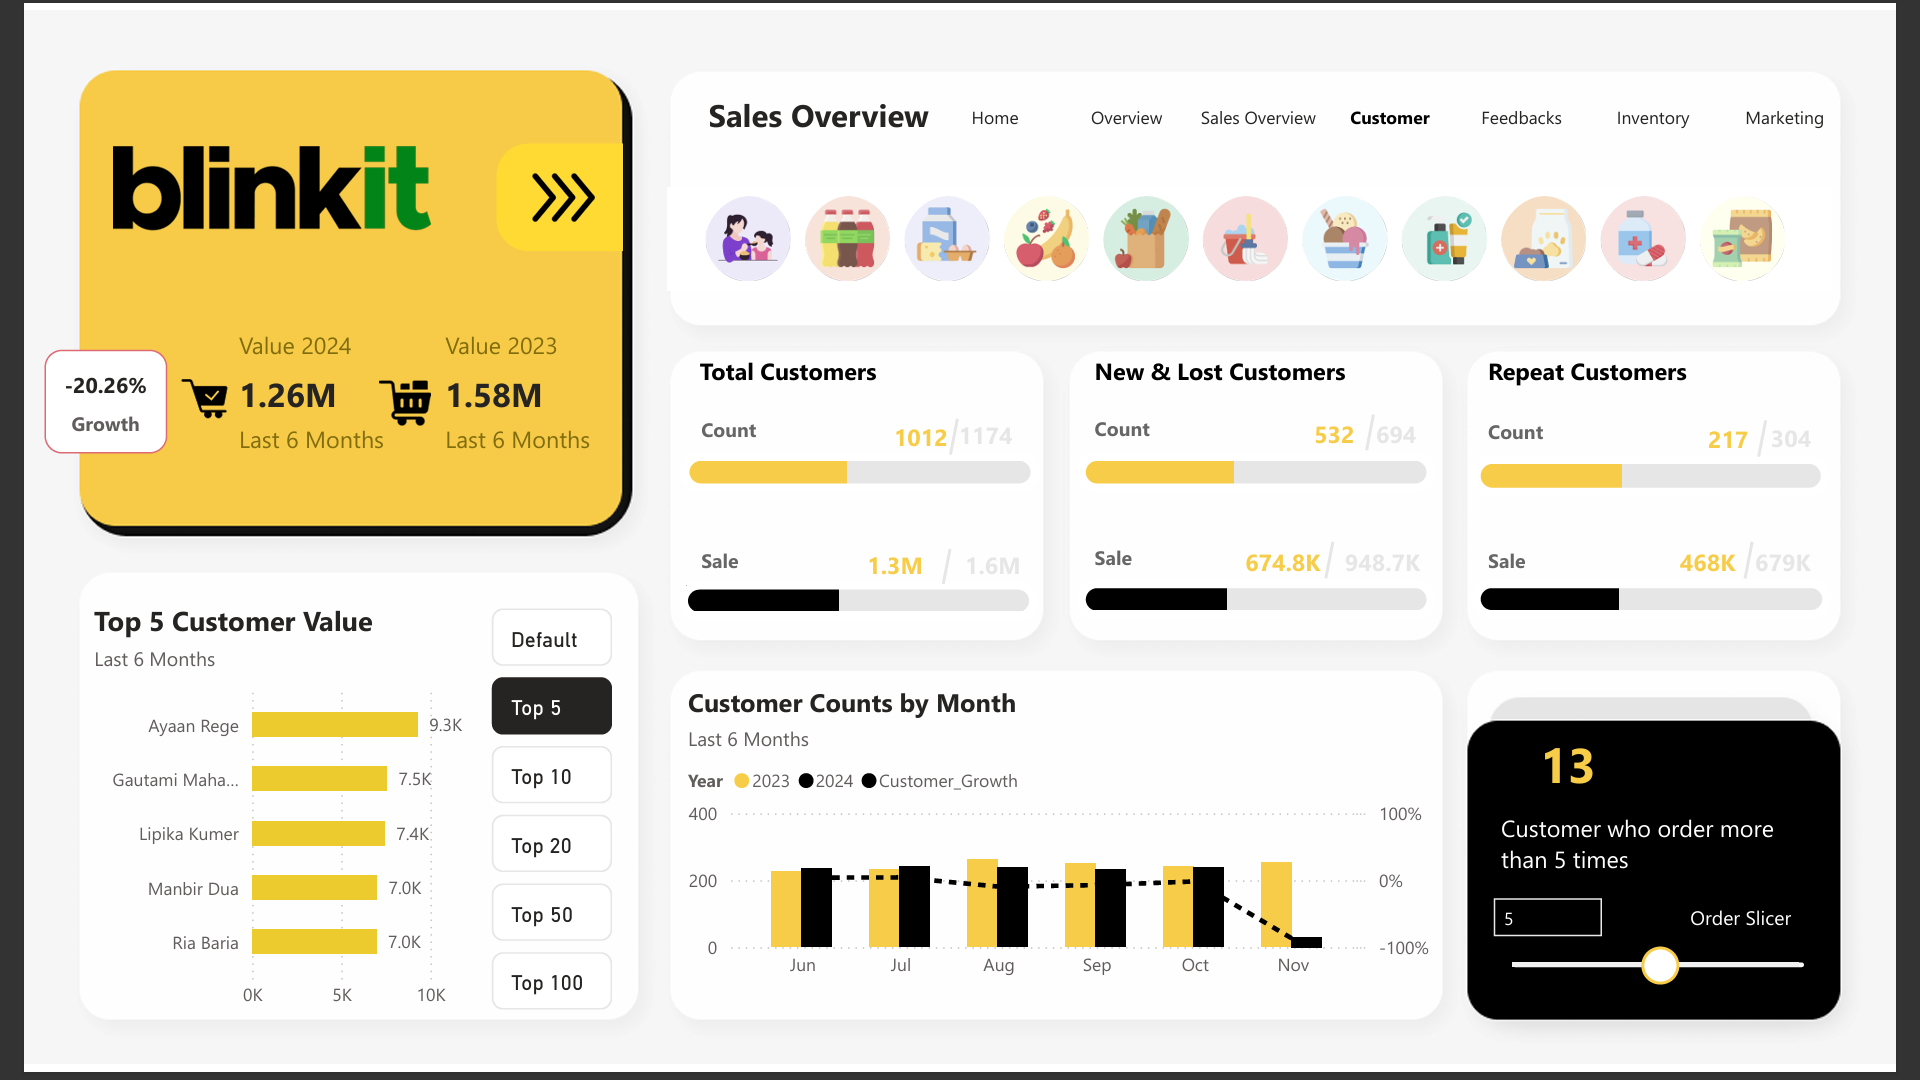 blinkit
Value 2024
Value 2023
1.26M
1.58M
Last 6 Months
Last 6 Months
-20.26%
Growth
Sales Overview
Home
Overview
Sales Overview
Customer
Feedbacks
Inventory
Marketing
Total Customers
Count
1012/1174
Sale
1.3M / 1.6M
New & Lost Customers
Count
532 /694
Sale
674.8K / 948.7K
Repeat Customers
Count
217 / 304
Sale
468K /679K
Top 5 Customer Value
Last 6 Months
Ayaan Rege 9.3K
Gautami Maha... 7.5K
Lipika Kumer 7.4K
Manbir Dua 7.0K
Ria Baria 7.0K
0K 5K 10K
Default
Top 5
Top 10
Top 20
Top 50
Top 100
Customer Counts by Month
Last 6 Months
Year 2023 2024 Customer_Growth
400 100%
200 0%
0 -100%
Jun Jul Aug Sep Oct Nov
13
Customer who order more
than 5 times
5 Order Slicer